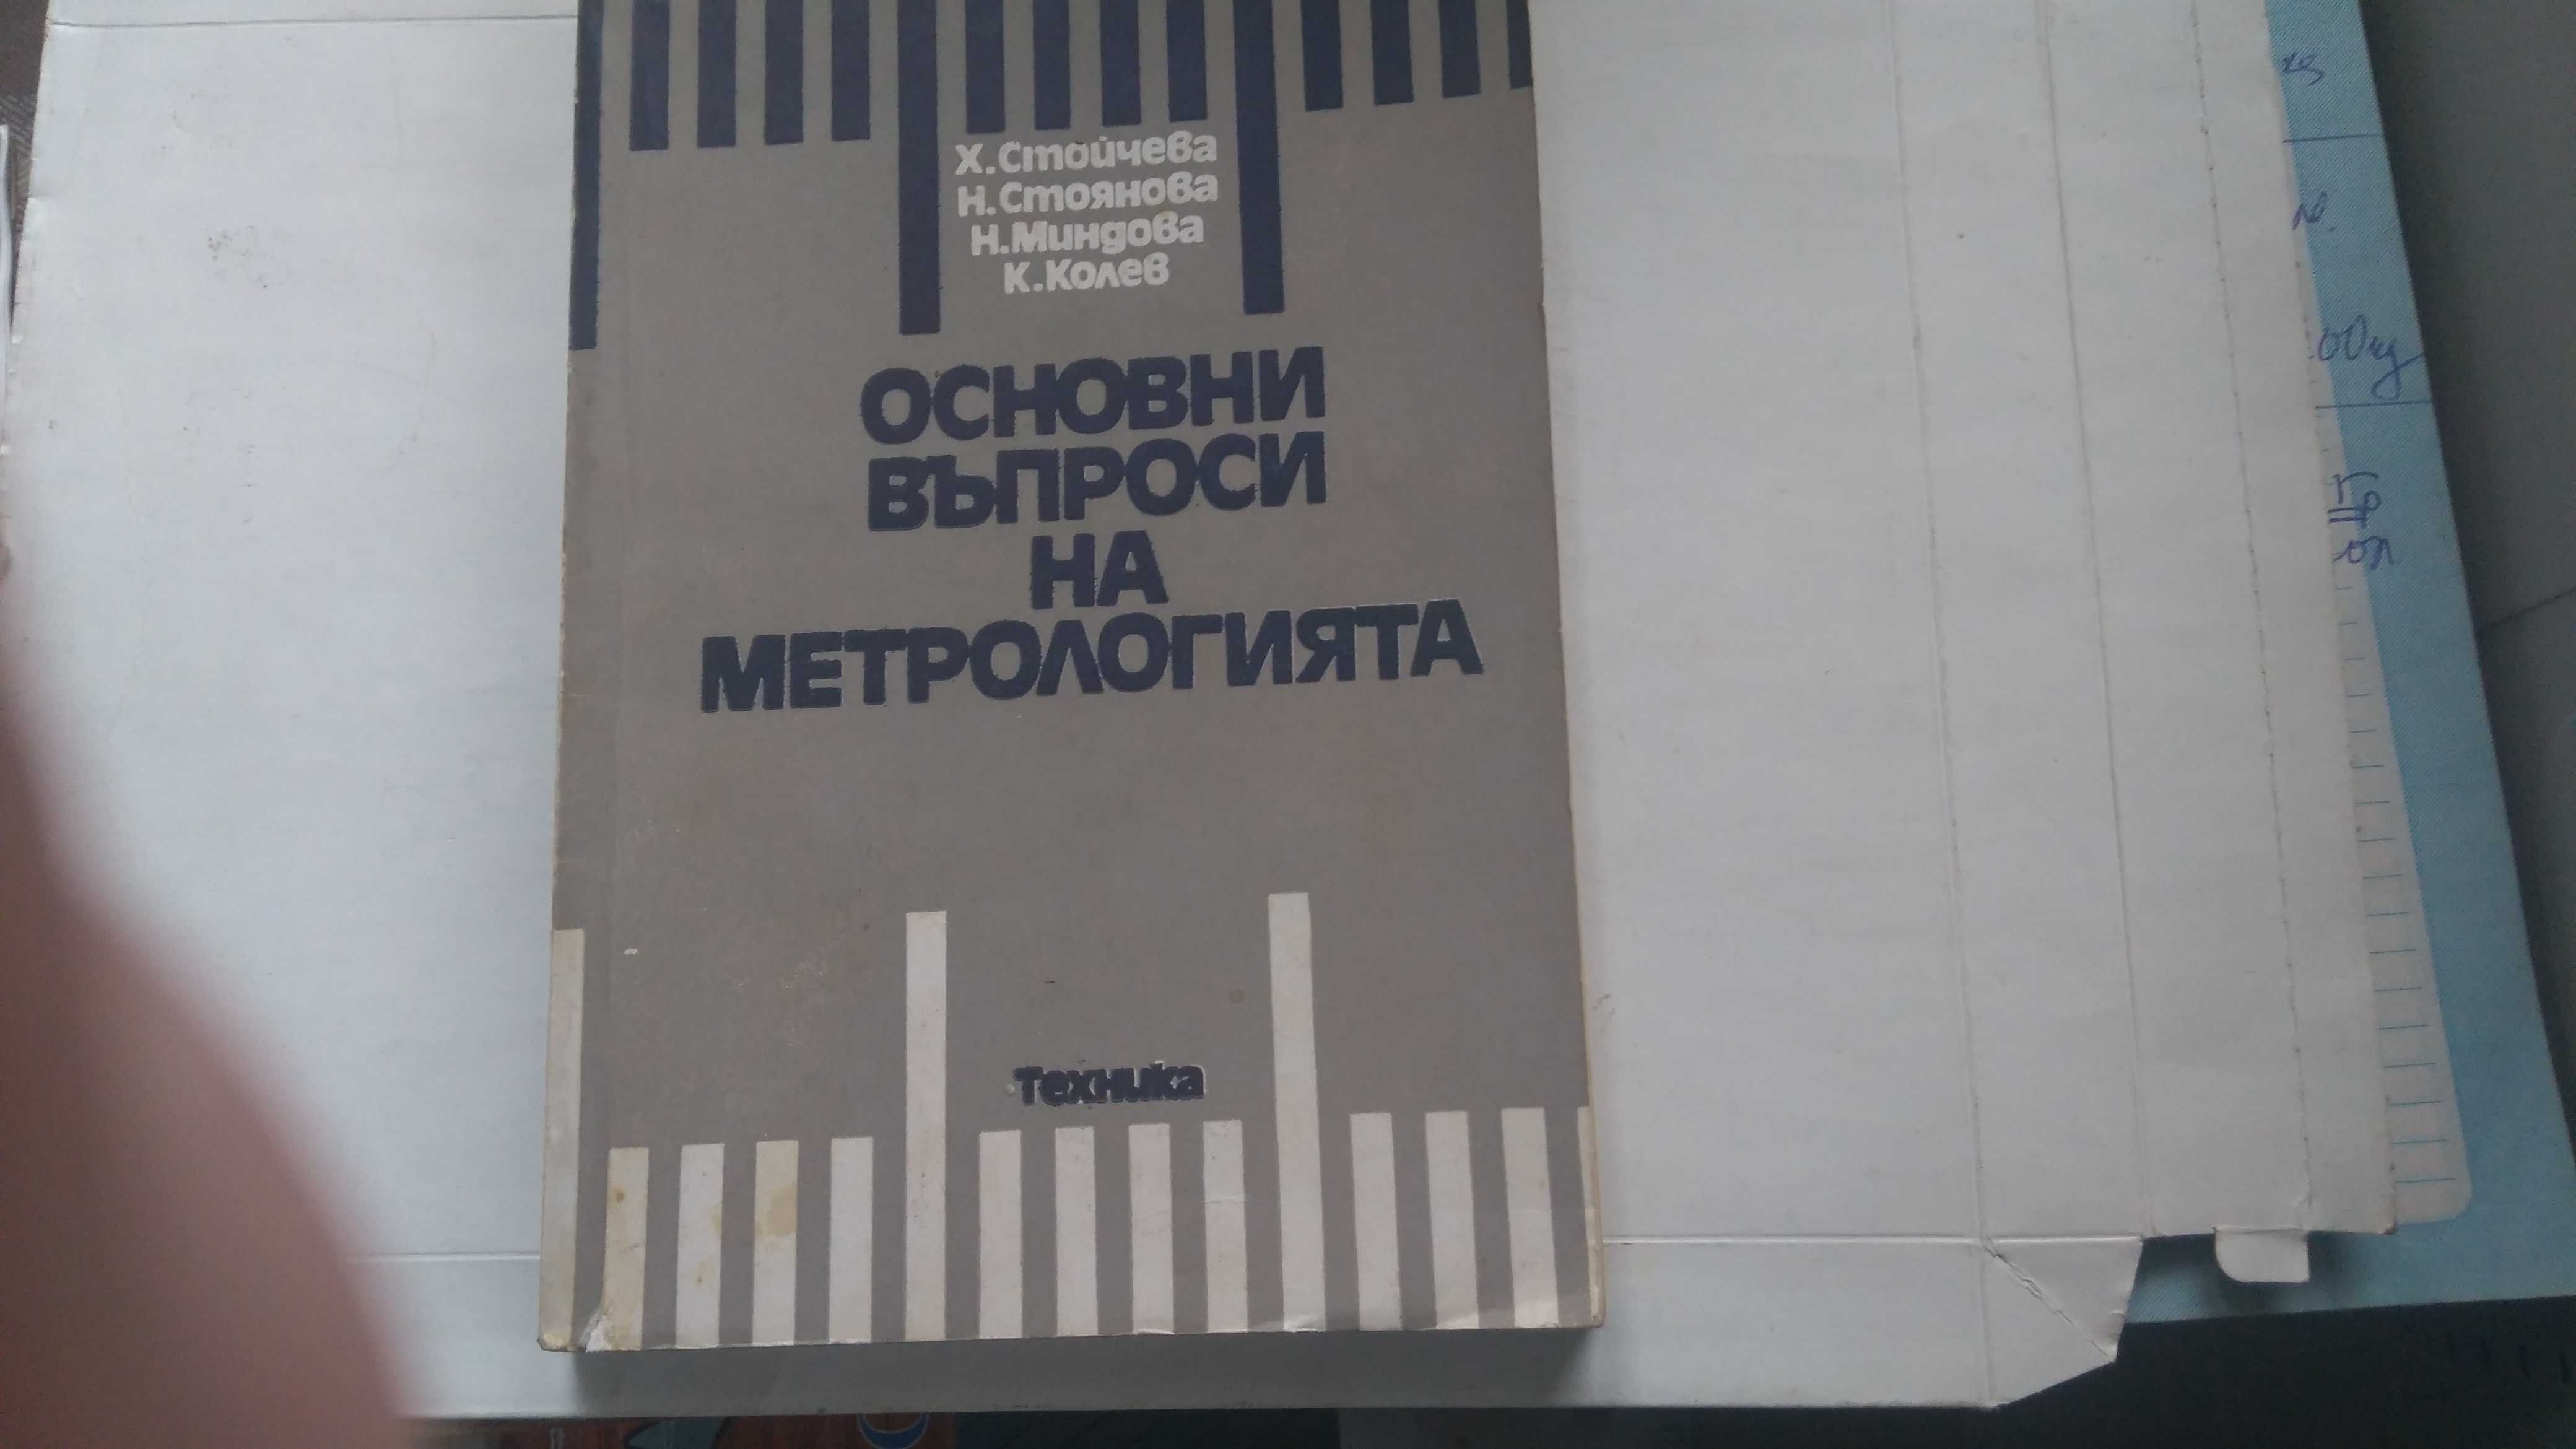 Х.Стойчева
Н.Стоянова
Н.Миндова
К.Колев
ОСНОВНИ
ВЪПРОСИ
НА
МЕТРОЛОГИЯТА
Техника